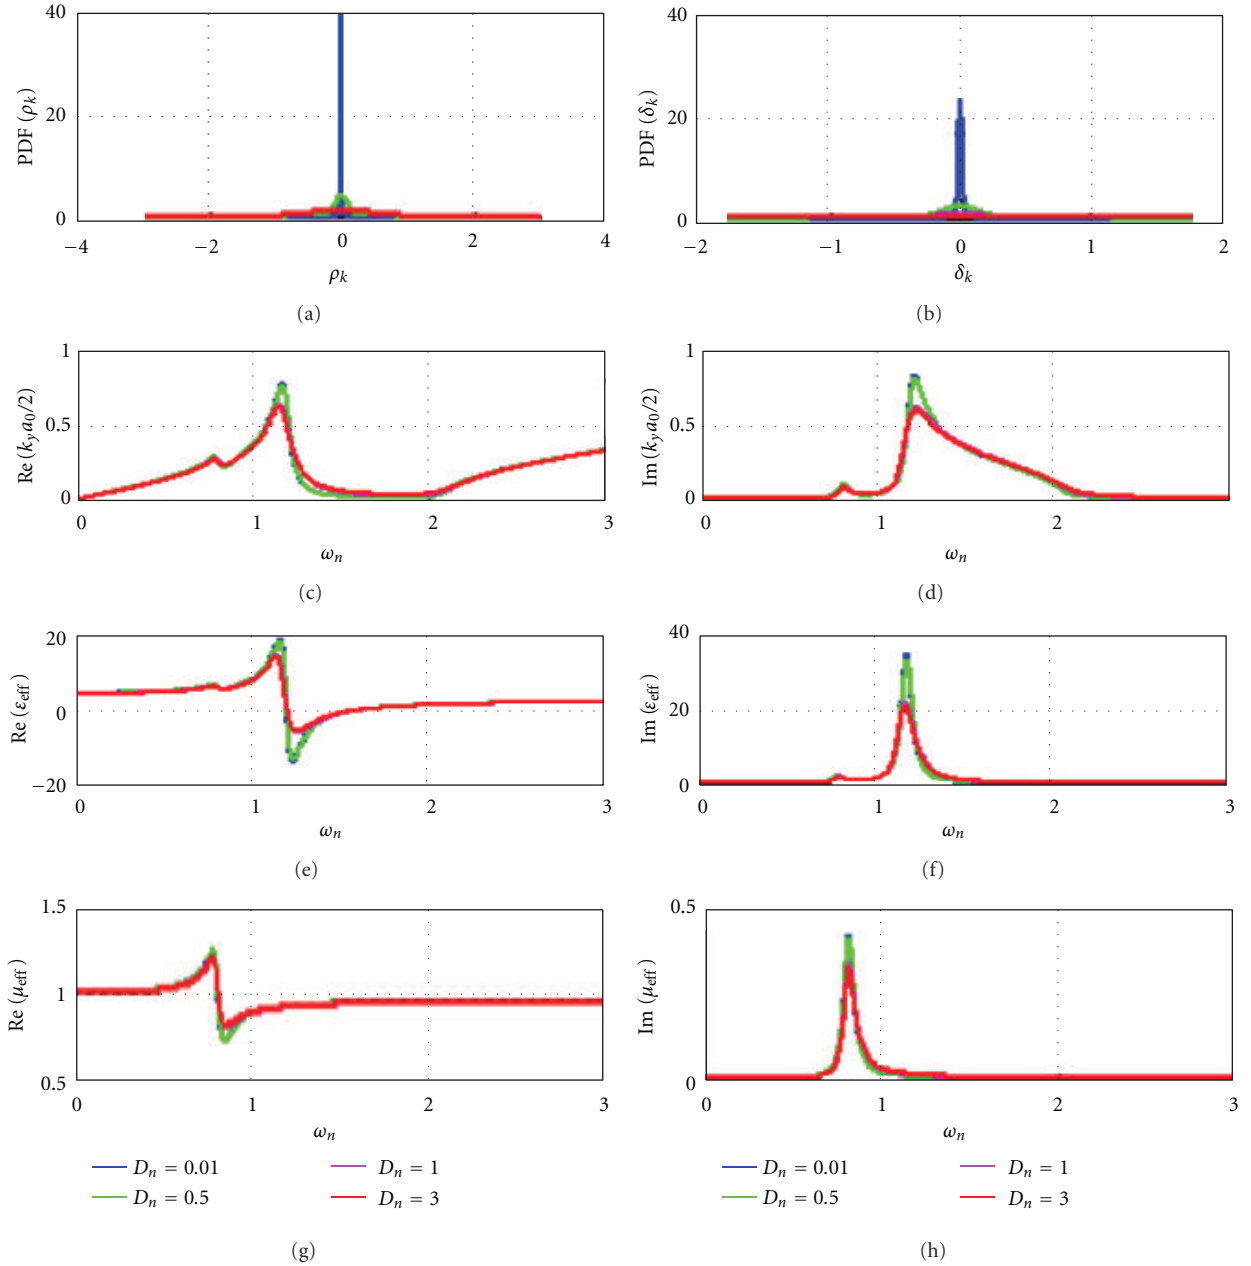 40
20
0
PDF (ρk)
−4
−2
0
2
4
ρk
(a)
40
20
0
PDF (δk)
−2
−1
0
1
2
δk
(b)
1
0.5
0
Re (kya0/2)
0
1
2
3
ωn
(c)
1
0.5
0
Im (kya0/2)
0
1
2
ωn
(d)
20
0
−20
Re (εeff)
0
1
2
3
ωn
(e)
40
20
0
Im (εeff)
0
1
2
3
ωn
(f)
1.5
1
0.5
Re (μeff)
0
1
2
3
ωn
Dn = 0.01
Dn = 1
Dn = 0.5
Dn = 3
(g)
0.5
0
Im (μeff)
0
1
2
3
ωn
Dn = 0.01
Dn = 1
Dn = 0.5
Dn = 3
(h)